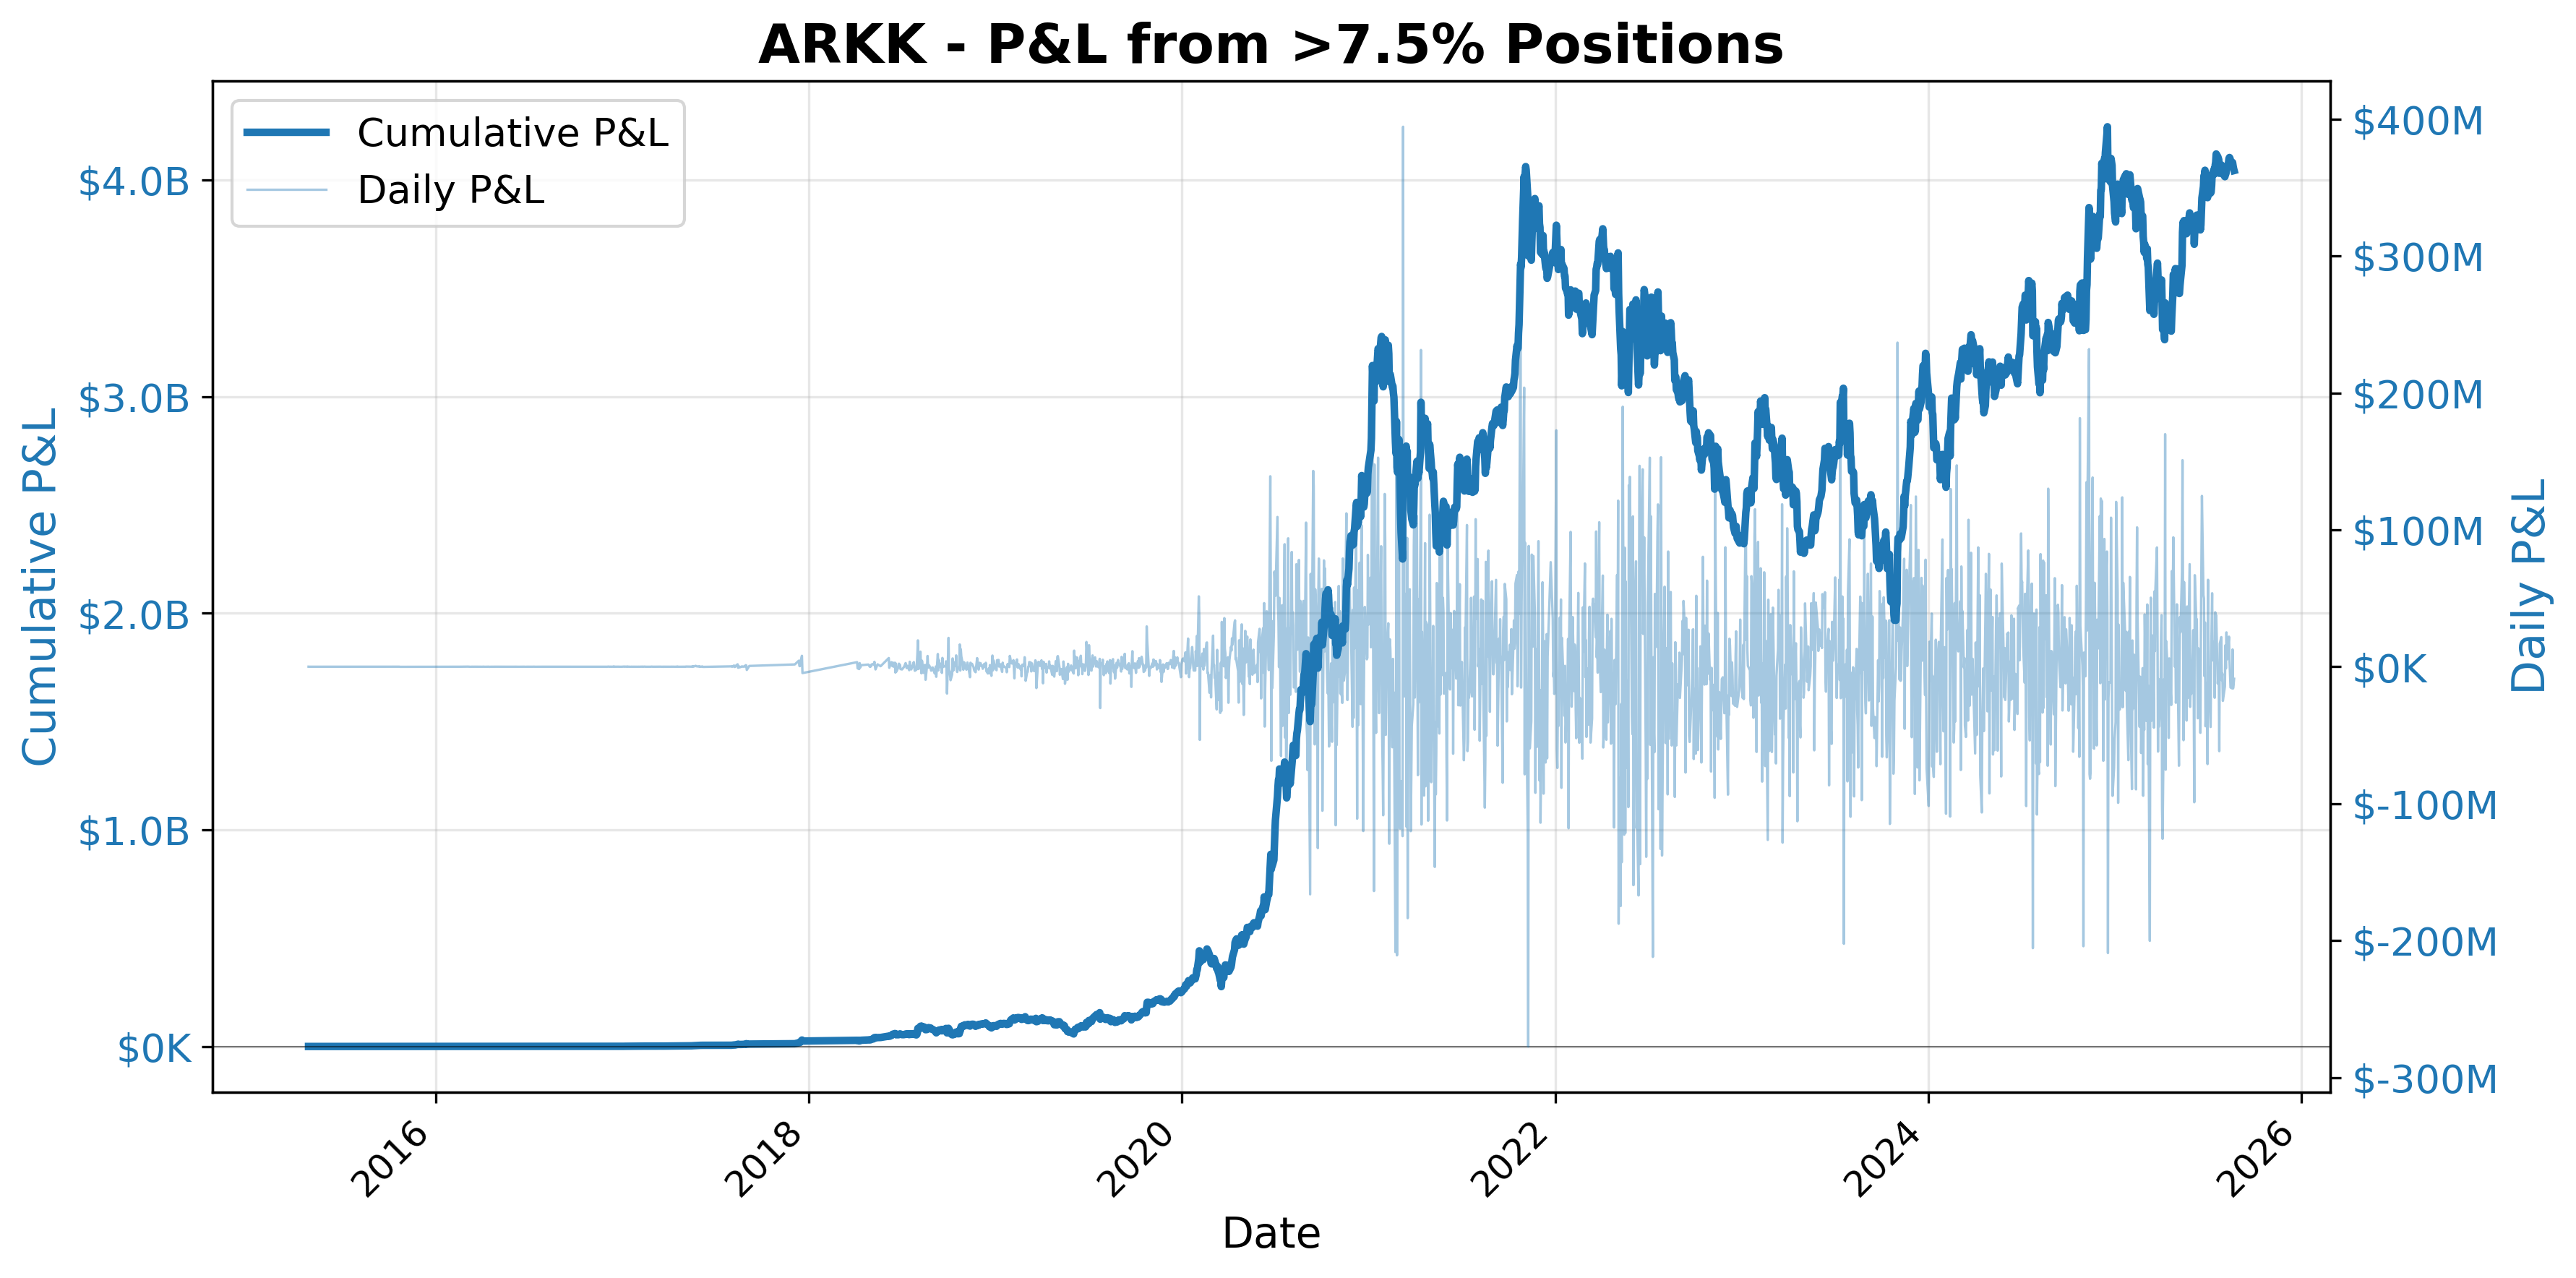 ARKK - P&L from >7.5% Positions
Cumulative P&L
Daily P&L
$4.0B
$3.0B
$2.0B
$1.0B
$0K
Cumulative P&L
$400M
$300M
$200M
$100M
$0K
$-100M
$-200M
$-300M
Daily P&L
2016
2018
2020
2022
2024
2026
Date